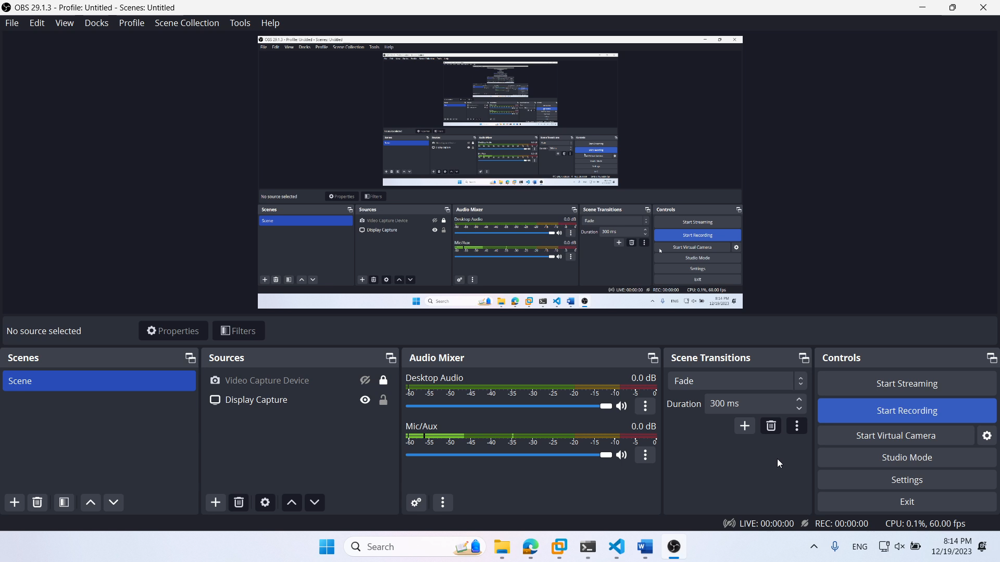 OBS 29.1.3 - Profile: Untitled - Scenes: Untitled
File Edit View Docks Profile Scene Collection Tools Help
OBS 29.1.3 - Profile: Untitled - Scenes: Untitled
File Edit View Docks Profile Scene Collection Tools Help
No source selected Properties Filters
Scenes Sources Audio Mixer Scene Transitions Controls
Scene Video Capture Device Desktop Audio 0.0 dB Fade Start Streaming
-60 -55 -50 -45 -40 -35 -30 -25 -20 -15 -10 -5 0
Display Capture Duration 300 ms Start Recording
Mic/Aux 0.0 dB
-60 -55 -50 -45 -40 -35 -30 -25 -20 -15 -10 -5 0
Start Virtual Camera
Studio Mode
Settings
Exit
LIVE: 00:00:00 REC: 00:00:00 CPU: 0.1%, 60.00 fps
Search ENG 8:14 PM
12/19/2023
No source selected Properties Filters
Scenes Sources Audio Mixer Scene Transitions Controls
Scene Video Capture Device Desktop Audio 0.0 dB Fade Start Streaming
-60 -55 -50 -45 -40 -35 -30 -25 -20 -15 -10 -5 0
Display Capture Duration 300 ms Start Recording
Mic/Aux 0.0 dB
-60 -55 -50 -45 -40 -35 -30 -25 -20 -15 -10 -5 0
Start Virtual Camera
Studio Mode
Settings
Exit
LIVE: 00:00:00 REC: 00:00:00 CPU: 0.1%, 60.00 fps
Search ENG 8:14 PM
12/19/2023